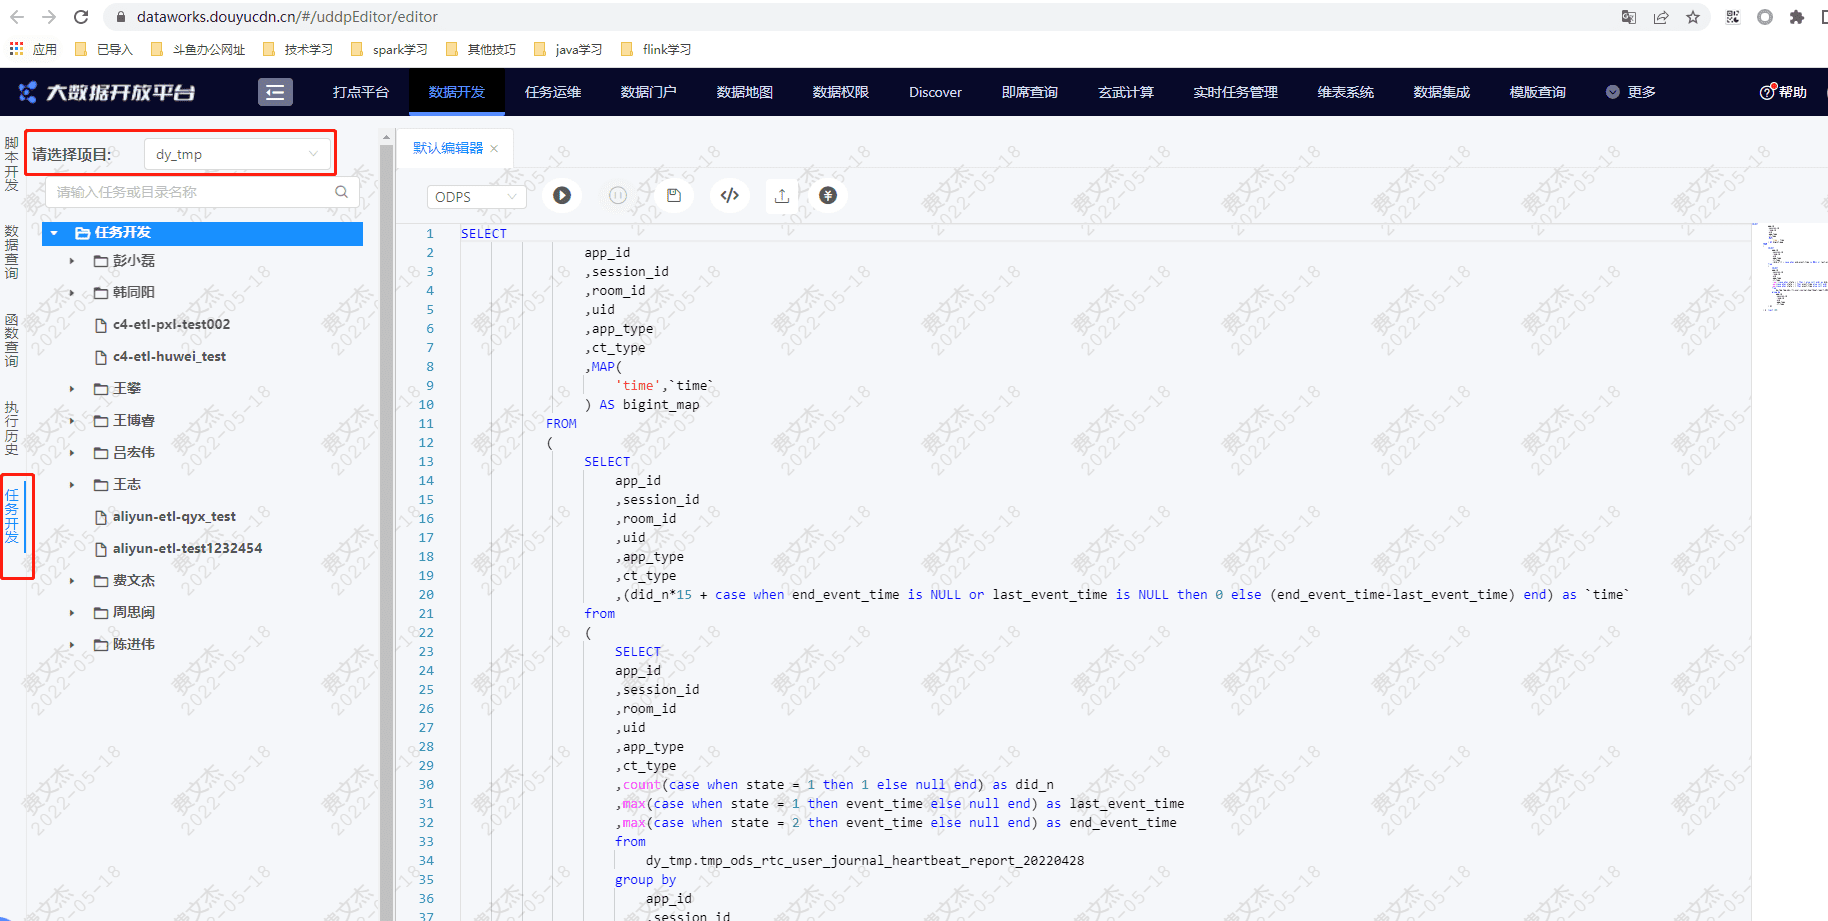 dataworks.douyucdn.cn/#/uddpEditor/editor
应用 已导入 斗鱼办公网址 技术学习 spark学习 其他技巧 java学习 flink学习
大数据开放平台 打点平台 数据开发 任务运维 数据门户 数据地图 数据权限 Discover 即席查询 玄武计算 实时任务管理 维表系统 数据集成 模版查询 更多 帮助
脚本开发
数据查询
函数查询
执行历史
任务开发
请选择项目: dy_tmp
请输入任务或目录名称
任务开发
彭小磊
韩同阳
c4-etl-pxl-test002
c4-etl-huwei_test
王攀
王博睿
吕宏伟
王志
aliyun-etl-qyx_test
aliyun-etl-test1232454
费文杰
周思闽
陈进伟
默认编辑器 ×
ODPS
1 SELECT
2 app_id
3 ,session_id
4 ,room_id
5 ,uid
6 ,app_type
7 ,ct_type
8 ,MAP(
9 'time',`time`
10 ) AS bigint_map
11 FROM
12 (
13 SELECT
14 app_id
15 ,session_id
16 ,room_id
17 ,uid
18 ,app_type
19 ,ct_type
20 ,(did_n*15 + case when end_event_time is NULL or last_event_time is NULL then 0 else (end_event_time-last_event_time) end) as `time`
21 from
22 (
23 SELECT
24 app_id
25 ,session_id
26 ,room_id
27 ,uid
28 ,app_type
29 ,ct_type
30 ,count(case when state = 1 then 1 else null end) as did_n
31 ,max(case when state = 1 then event_time else null end) as last_event_time
32 ,max(case when state = 2 then event_time else null end) as end_event_time
33 from
34 dy_tmp.tmp_ods_rtc_user_journal_heartbeat_report_20220428
35 group by
36 app_id
37 ,session_id
费文杰
2022-05-18